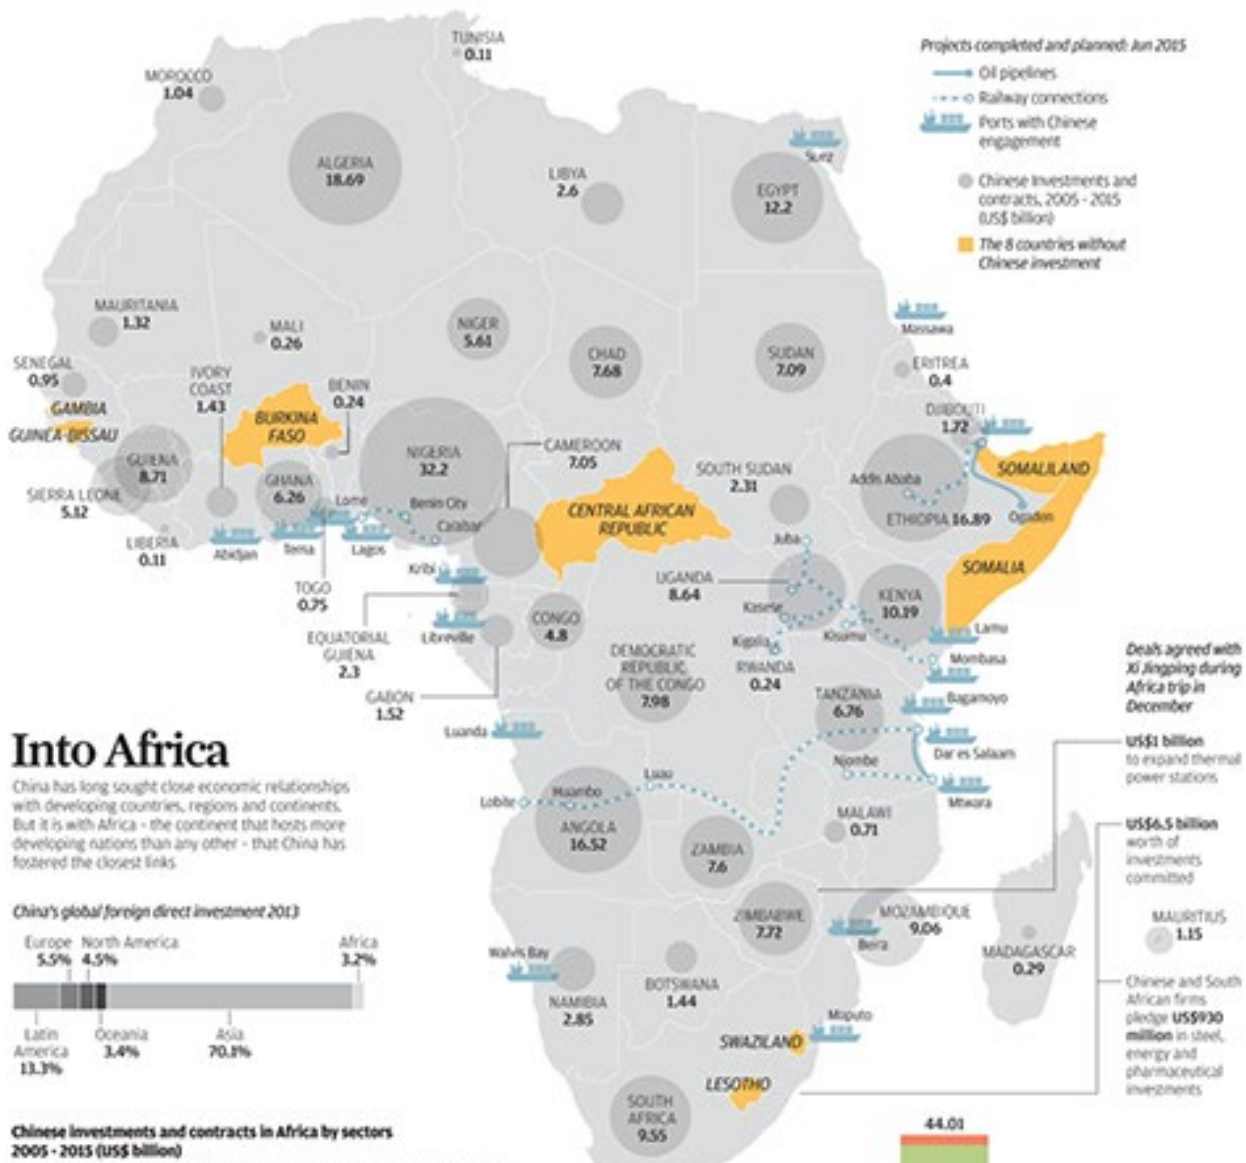 TUNISIA
0.11
MOROCCO
1.04
Projects completed and planned: Jun 2015
Oil pipelines
Railway connections
Ports with Chinese
engagement
Chinese Investments and
contracts, 2005 - 2015
(US$ billion)
The 8 countries without
Chinese investment
ALGERIA
18.69
LIBYA
2.6
Suez
EGYPT
12.2
MAURITANIA
1.32
MALI
0.26
NIGER
5.61
CHAD
7.68
SUDAN
7.09
Massawa
ERITREA
0.4
SENEGAL
0.95
IVORY
COAST
1.43
BENIN
0.24
GAMBIA
GUINEA-BISSAU
BURKINA
FASO
DJIBOUTI
1.72
GUIENA
8.71
NIGERIA
32.2
CAMEROON
7.05
SOUTH SUDAN
2.31
Addis Ababa
SOMALILAND
SIERRA LEONE
5.12
GHANA
6.26
Lome
Benin City
Calabar
CENTRAL AFRICAN
REPUBLIC
ETHIOPIA 16.89
Ogaden
LIBERIA
0.11
Abidjan
Tema
Lagos
Juba
SOMALIA
TOGO
0.75
Kribi
UGANDA
8.64
KENYA
10.19
EQUATORIAL
GUIENA
2.3
Libreville
CONGO
4.8
Kasese
Kisumu
Lamu
Kigalia
RWANDA
0.24
Mombasa
DEMOCRATIC
REPUBLIC
OF THE CONGO
7.98
GABON
1.52
TANZANIA
6.76
Bagamoyo
Deals agreed with
Xi Jingping during
Africa trip in
December
Luanda
Dar es Salaam
Into Africa
China has long sought close economic relationships
with developing countries, regions and continents.
But it is with Africa - the continent that hosts more
developing nations than any other - that China has
fostered the closest links
Luau
Njombe
US$1 billion
to expand thermal
power stations
Lobite
Huambo
Mtwara
ANGOLA
16.52
MALAWI
0.71
ZAMBIA
7.6
US$6.5 billion
worth of
investments
committed
China's global foreign direct investment 2013
Europe
5.5%
North America
4.5%
Africa
3.2%
Latin
America
13.3%
Oceania
3.4%
Asia
70.1%
ZIMBABWE
7.72
MOZAMBIQUE
9.06
Beira
MAURITIUS
1.15
Walvis Bay
MADAGASCAR
0.29
NAMIBIA
2.85
BOTSWANA
1.44
Chinese and South
African firms
pledge US$930
million in steel,
energy and
pharmaceutical
investments
Maputo
SWAZILAND
LESOTHO
SOUTH
AFRICA
9.55
Chinese investments and contracts in Africa by sectors
2005 - 2015 (US$ billion)
44.01